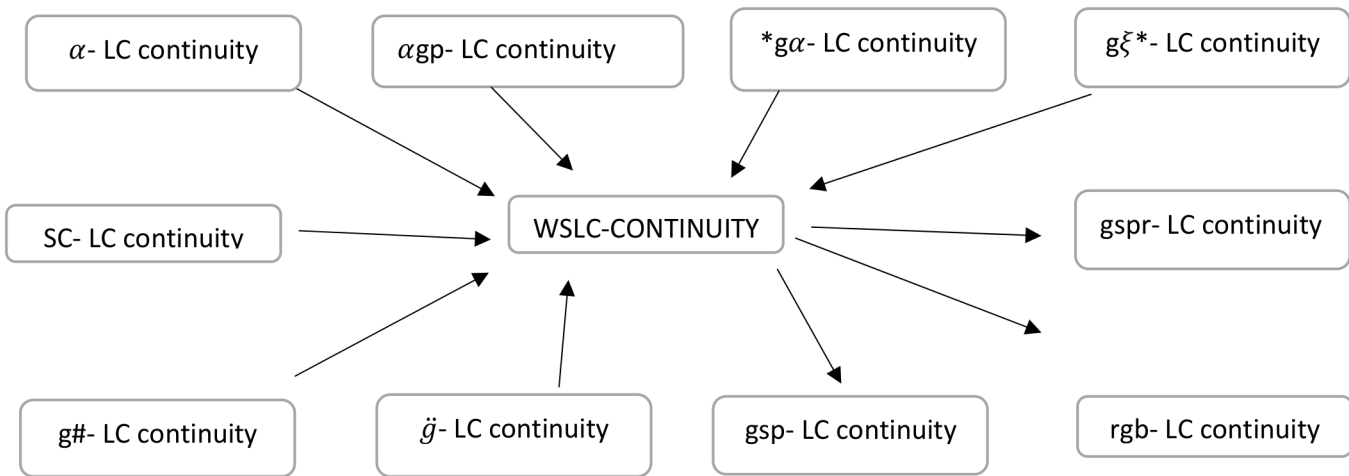 𝛼- LC continuity
𝛼gp- LC continuity
*g𝛼- LC continuity
g𝜉*- LC continuity
SC- LC continuity
WSLC-CONTINUITY
gspr- LC continuity
g#- LC continuity
g̈- LC continuity
gsp- LC continuity
rgb- LC continuity